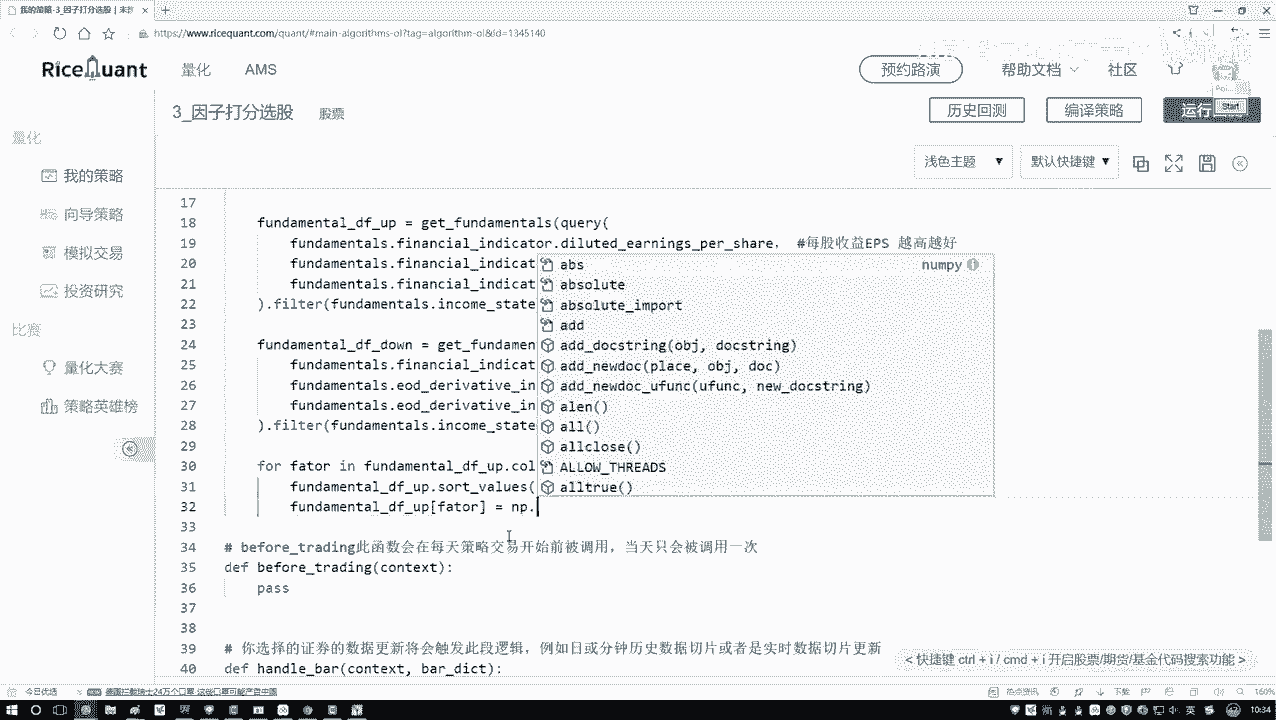 我的策略-3_因子打分选股
https://www.ricequant.com/quant/#main-algorithms-ol?tag=algorithm-ol&id=1345140
RiceQuant 量化 AMS 预约路演 帮助文档 社区
3_因子打分选股 股票 历史回测 编译策略 运行 Start
量化
我的策略
向导策略
模拟交易
投资研究
比赛
量化大赛
策略英雄榜
浅色主题 ▼ 默认快捷键 ▼
17
18 fundamental_df_up = get_fundamentals(query(
19 fundamentals.financial_indicator.diluted_earnings_per_share, #每股收益EPS 越高越好
20 fundamentals.financial_indicat
21 fundamentals.financial_indicat
22 ).filter(fundamentals.income_state
23
24 fundamental_df_down = get_fundamen
25 fundamentals.financial_indicat
26 fundamentals.eod_derivative_in
27 fundamentals.eod_derivative_in
28 ).filter(fundamentals.income_state
29
30 for fator in fundamental_df_up.col
31 fundamental_df_up.sort_values(
32 fundamental_df_up[fator] = np.
33
34 # before_trading此函数会在每天策略交易开始前被调用，当天只会被调用一次
35 def before_trading(context):
36 pass
37
38
39 # 你选择的证券的数据更新将会触发此段逻辑，例如日或分钟历史数据切片或者是实时数据切片更新
40 def handle_bar(context, bar_dict):
abs numpy
absolute
absolute_import
add
add_docstring(obj, docstring)
add_newdoc(place, obj, doc)
add_newdoc_ufunc(ufunc, new_docstring)
alen()
all()
allclose()
ALLOW_THREADS
alltrue()
< 快捷键 ctrl + i / cmd + i 开启股票/期货/基金代码搜索功能 >
今日优选 热点资讯 下载 160%
10:34